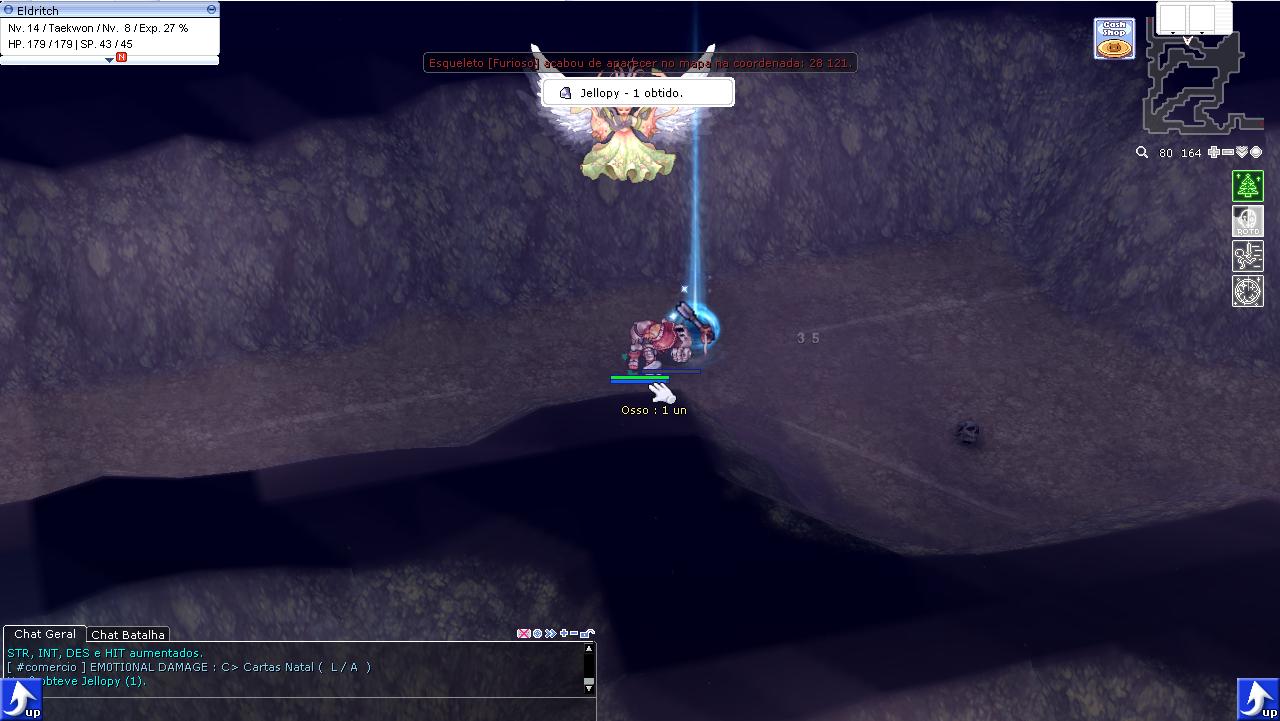 Eldritch
Nv. 14 / Taekwon / Nv. 8 / Exp. 27 %
HP. 179 / 179 | SP. 43 / 45
N
Esqueleto [Furioso] acabou de aparecer no mapa na coordenada: 28 121.
Jellopy - 1 obtido.
Cash Shop
80 164
3 5
Osso : 1 un
Chat Geral
Chat Batalha
STR, INT, DES e HIT aumentados.
[ #comercio ] EMOTIONAL DAMAGE : C> Cartas Natal ( L / A )
obteve Jellopy (1).
up
up